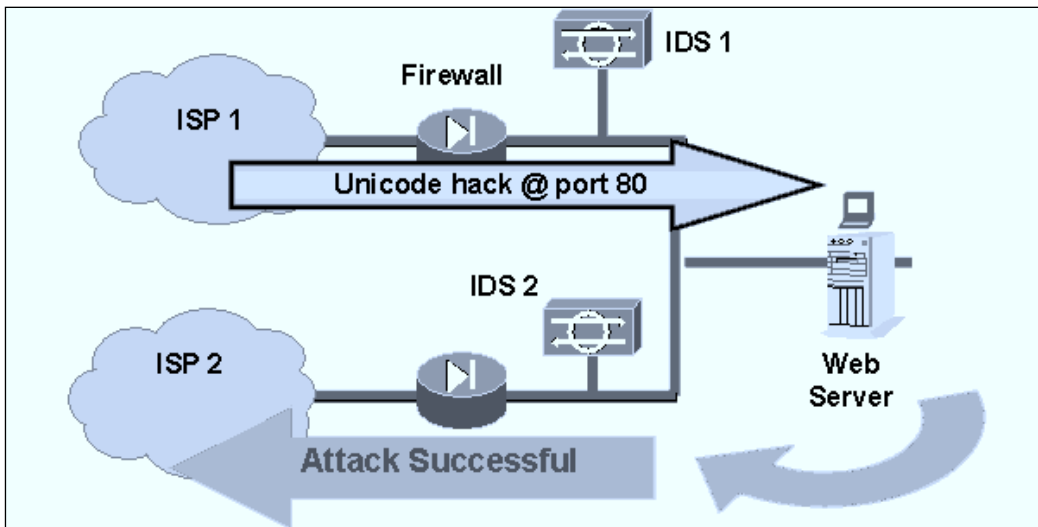 IDS 1
Firewall
ISP 1
Unicode hack @ port 80
IDS 2
ISP 2
Web
Server
Attack Successful